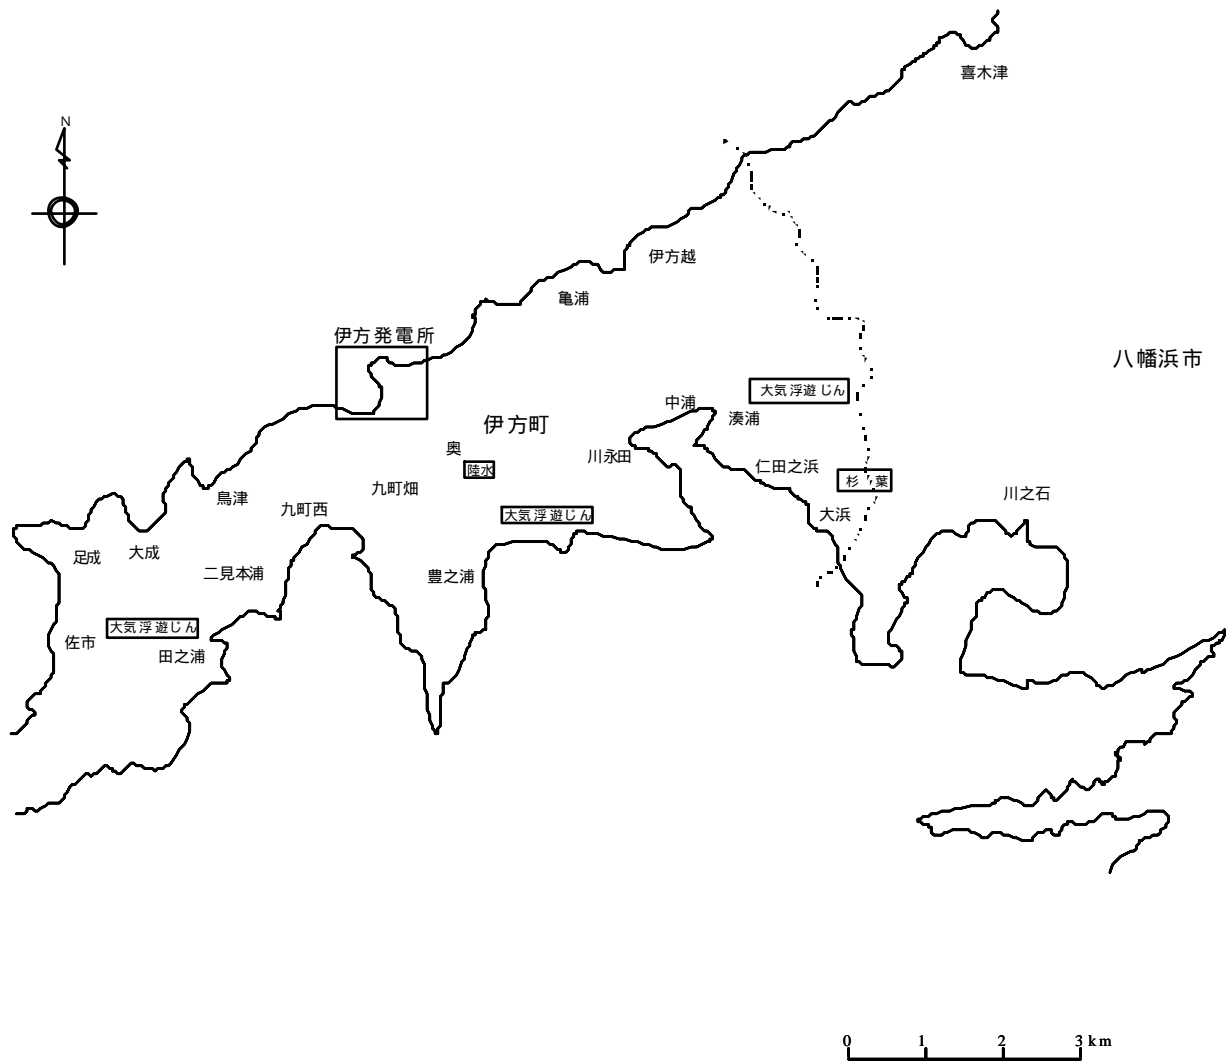 喜木津
N
伊方越
亀浦
伊方発電所
八幡浜市
大気浮遊じん
中浦
湊浦
伊方町
奥
川永田
陸水
仁田之浜
杉葉
九町畑
川之石
鳥津
九町西
大気浮遊じん
大浜
足成
大成
二見本浦
豊之浦
大気浮遊じん
佐市
田之浦
0 1 2 3km